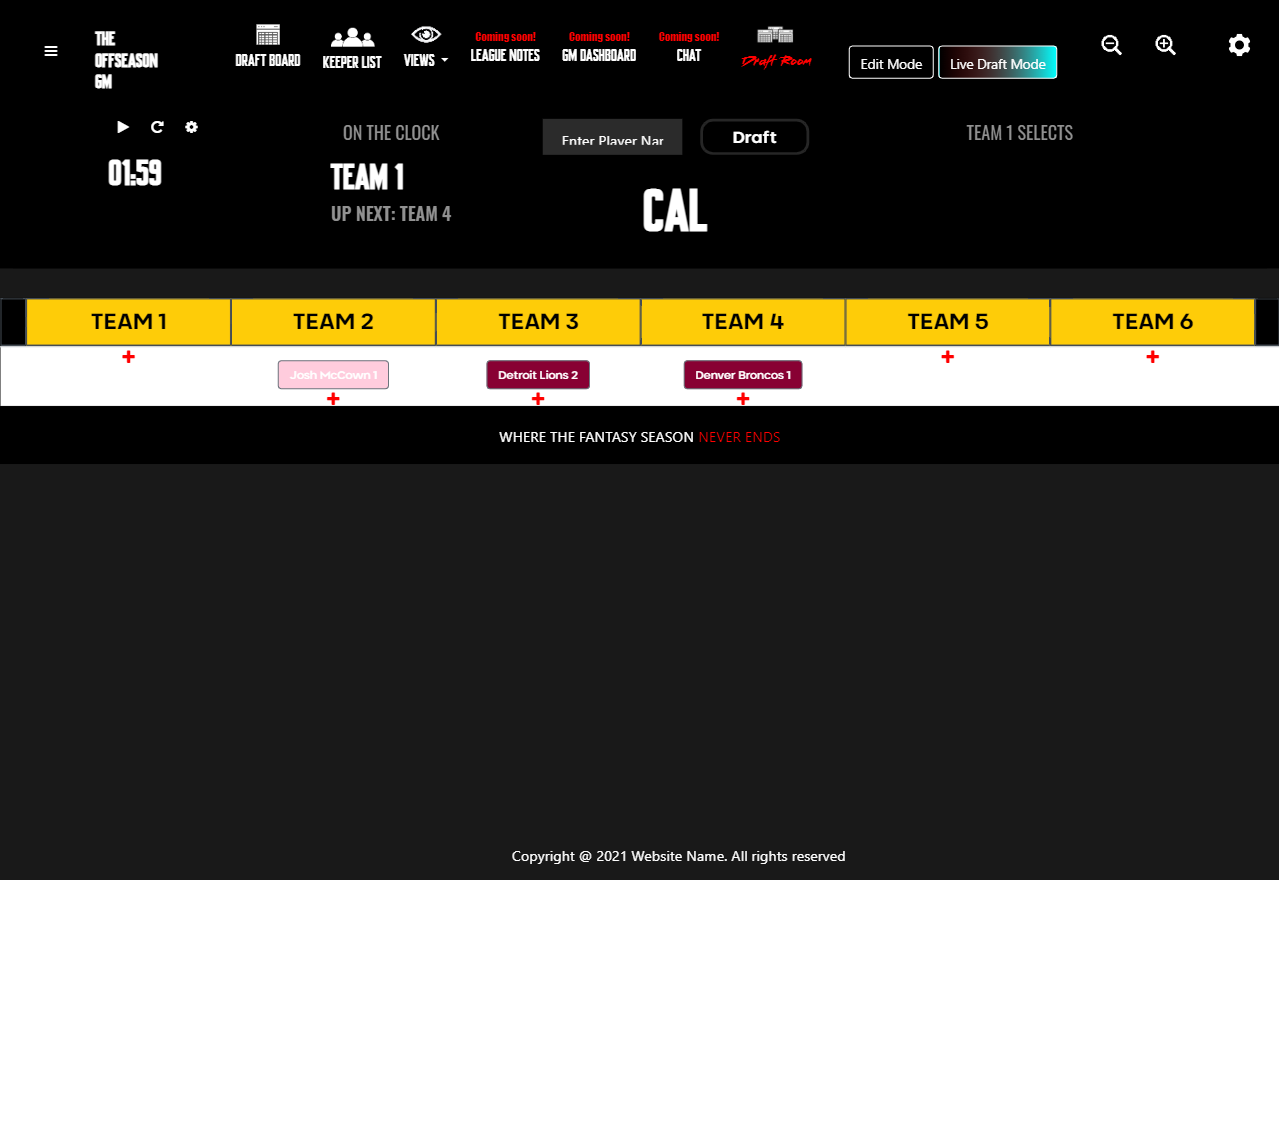 THE
OFFSEASON
GM
DRAFT BOARD
KEEPER LIST
VIEWS
Coming soon!
LEAGUE NOTES
Coming soon!
GM DASHBOARD
Coming soon!
CHAT
Draft Room
Edit Mode
Live Draft Mode
01:59
ON THE CLOCK
TEAM 1
UP NEXT: TEAM 4
Enter Player Nar
Draft
CAL
TEAM 1 SELECTS
TEAM 1 TEAM 2 TEAM 3 TEAM 4 TEAM 5 TEAM 6
Josh McCown 1 Detroit Lions 2 Denver Broncos 1
WHERE THE FANTASY SEASON NEVER ENDS
Copyright @ 2021 Website Name. All rights reserved